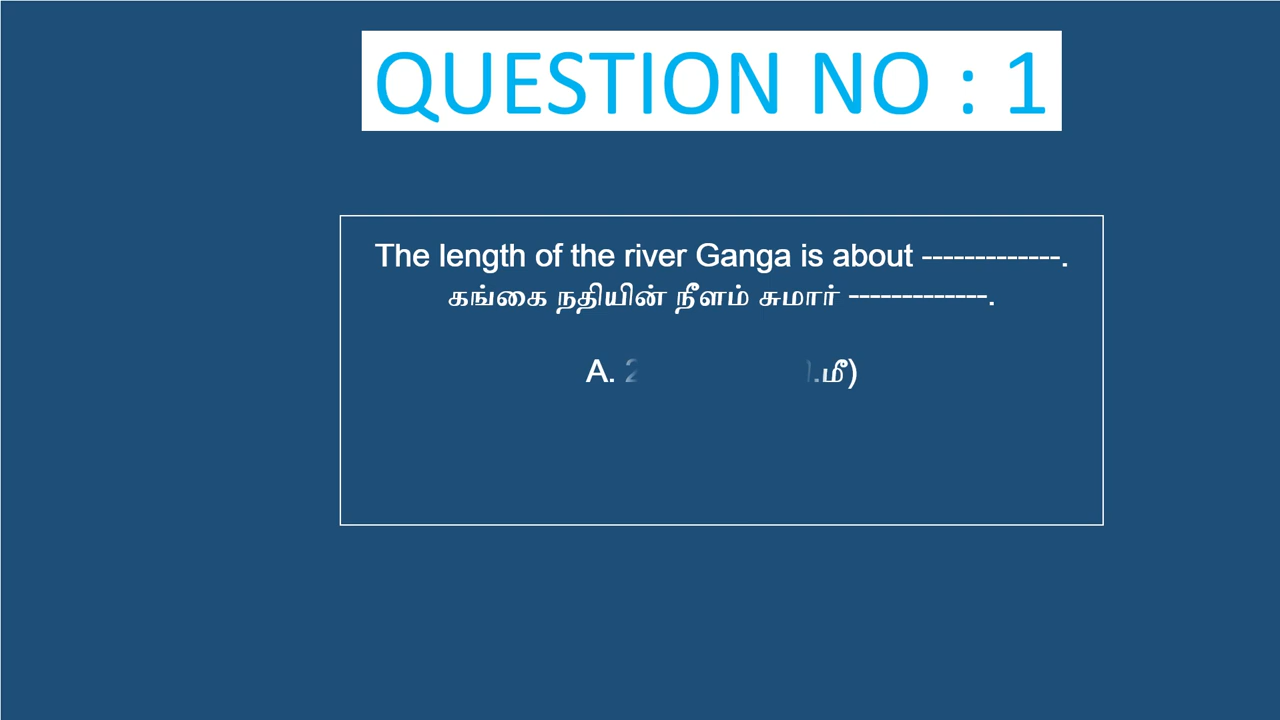 QUESTION NO : 1
The length of the river Ganga is about -------------.
கங்கை நதியின் நீளம் சுமார் -------------.
A. .மீ)